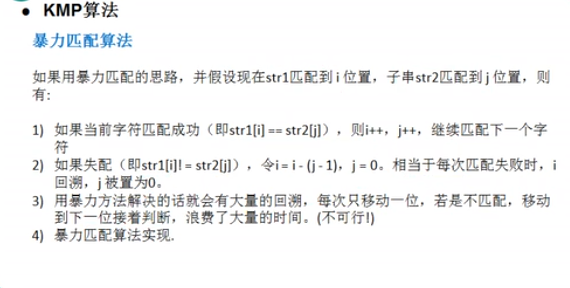 • KMP算法
暴力匹配算法
如果用暴力匹配的思路，并假设现在str1匹配到 i 位置，子串str2匹配到 j 位置，则
有:
1) 如果当前字符匹配成功（即str1[i] == str2[j]），则i++，j++，继续匹配下一个字
符
2) 如果失配（即str1[i]! = str2[j]），令i = i - (j - 1)，j = 0。相当于每次匹配失败时，i
回溯，j 被置为0。
3) 用暴力方法解决的话就会有大量的回溯，每次只移动一位，若是不匹配，移动
到下一位接着判断，浪费了大量的时间。(不可行!)
4) 暴力匹配算法实现.